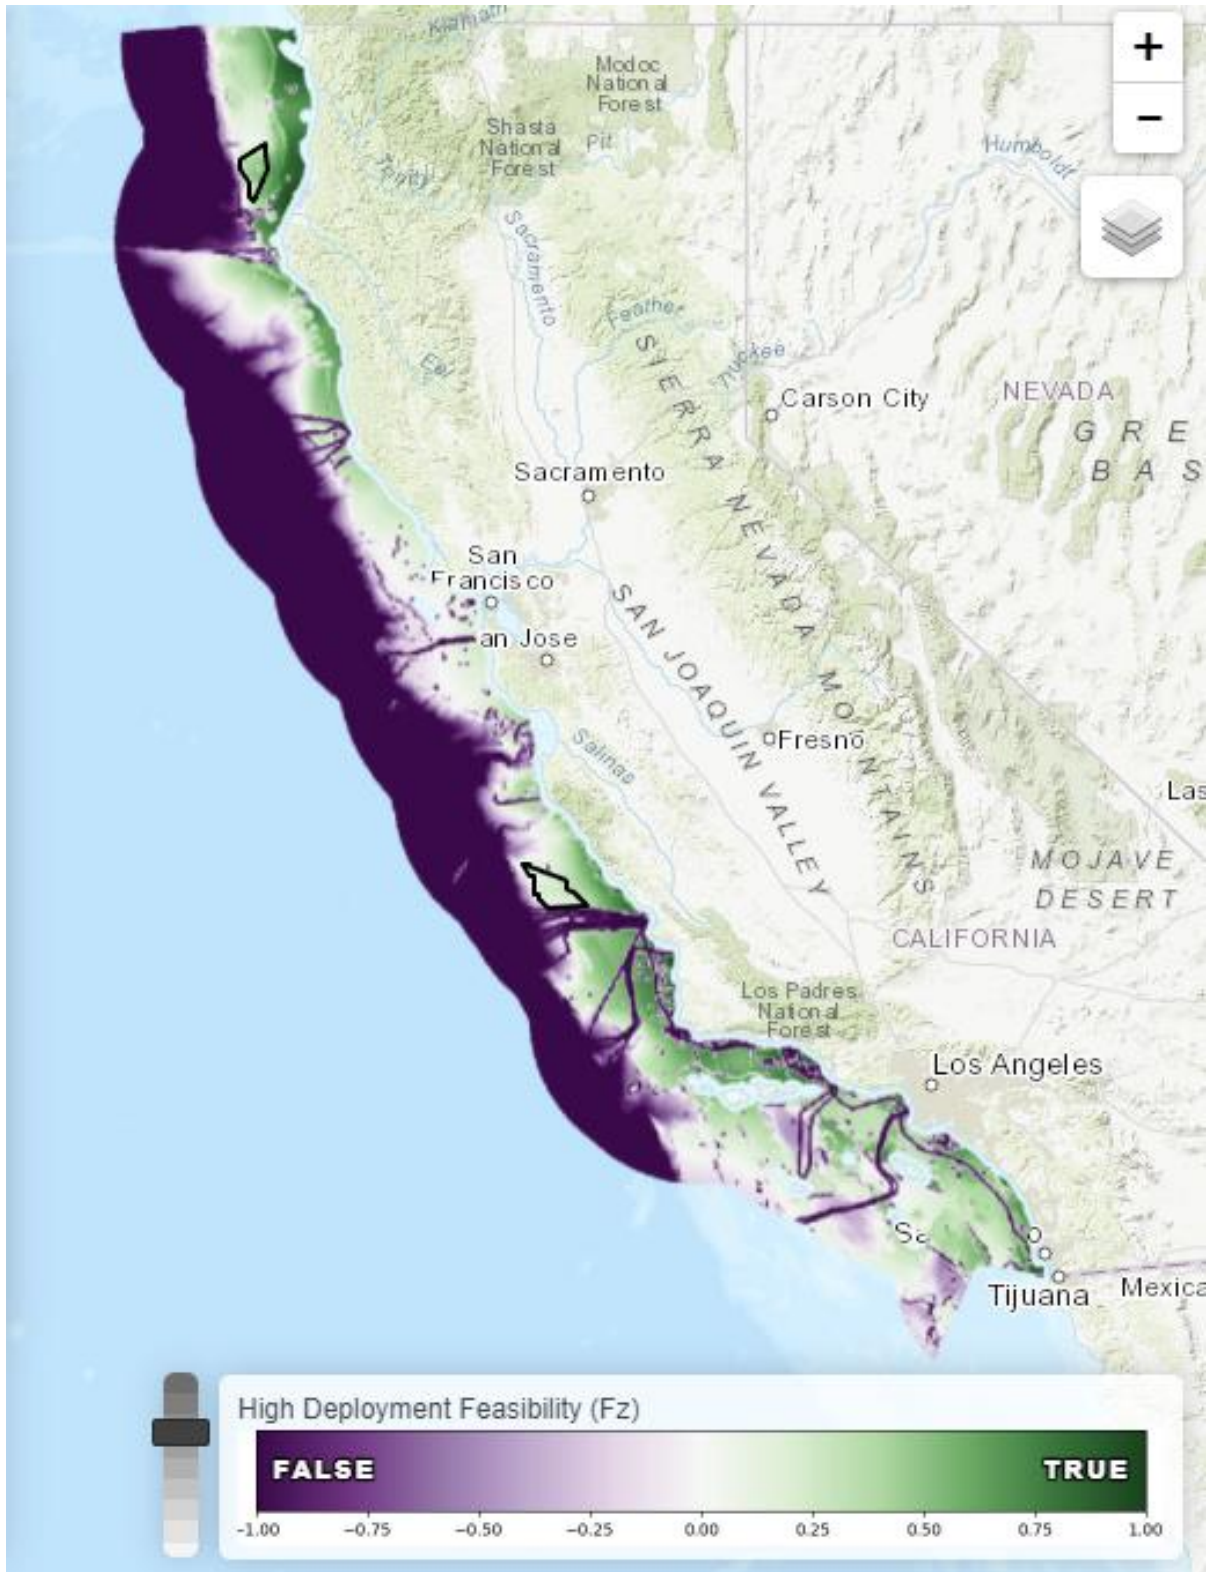 Klamath
Modoc
National
Forest
Shasta
National
Forest
Pit
Trinity
Humboldt
Sacramento
Feather
Truckee
Eel
SIERRA NEVADA MOUNTAINS
Carson City
NEVADA
GRE
BAS
Sacramento
San
Francisco
an Jose
SAN JOAQUIN VALLEY
Fresno
Salinas
Las
MOJAVE
DESERT
CALIFORNIA
Los Padres
National
Forest
Los Angeles
Sa
o
Tijuana
Mexica
+
−
High Deployment Feasibility (Fz)
FALSE TRUE
−1.00 −0.75 −0.50 −0.25 0.00 0.25 0.50 0.75 1.00